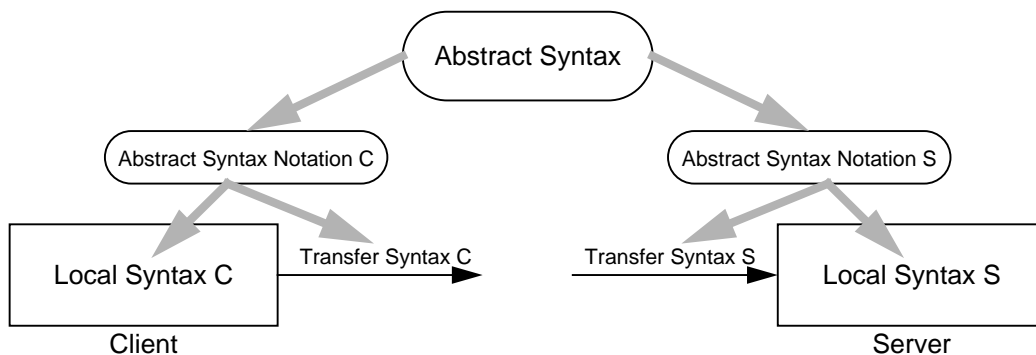 Abstract Syntax
Abstract Syntax Notation C
Abstract Syntax Notation S
Transfer Syntax C
Transfer Syntax S
Local Syntax C
Local Syntax S
Client
Server